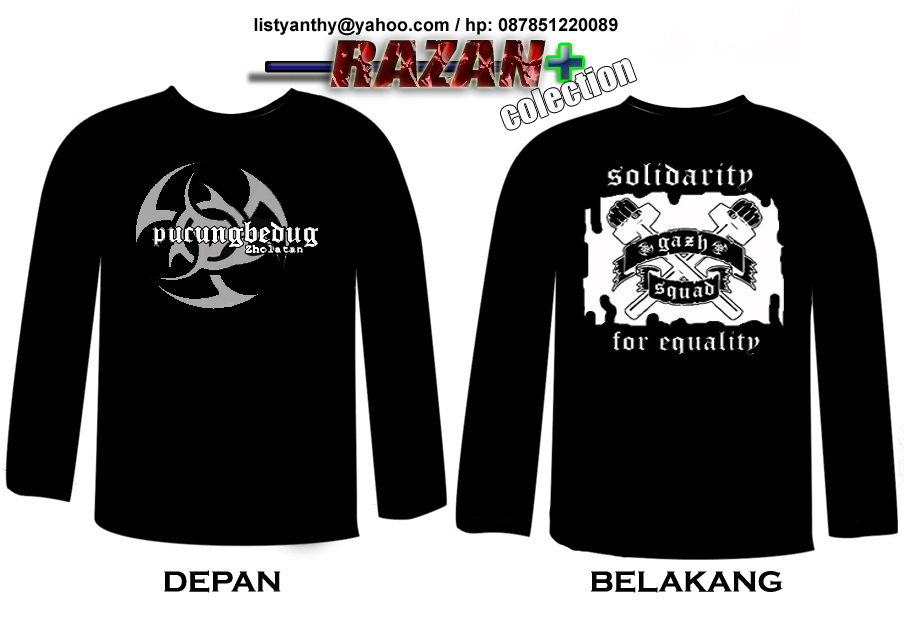 listyanthy@yahoo.com / hp: 087851220089
RAZAN+
colection
pucungbedug
Zholatan
solidarity
gazh
squad
for equality
DEPAN
BELAKANG